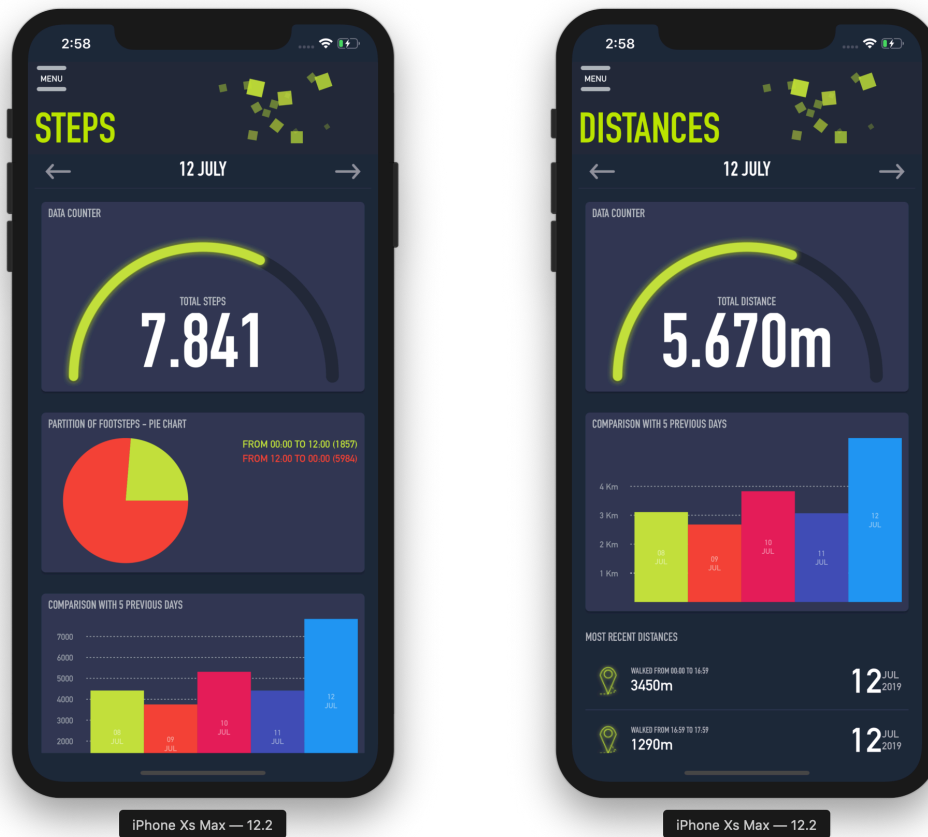 2:58
MENU
STEPS
12 JULY
DATA COUNTER
TOTAL STEPS
7.841
PARTITION OF FOOTSTEPS - PIE CHART
FROM 00:00 TO 12:00 (1857)
FROM 12:00 TO 00:00 (5984)
COMPARISON WITH 5 PREVIOUS DAYS
7000
6000
5000
4000
3000
2000
08
JUL
09
JUL
10
JUL
11
JUL
12
JUL
iPhone Xs Max — 12.2
2:58
MENU
DISTANCES
12 JULY
DATA COUNTER
TOTAL DISTANCE
5.670m
COMPARISON WITH 5 PREVIOUS DAYS
4 Km
3 Km
2 Km
1 Km
08
JUL
09
JUL
10
JUL
11
JUL
12
JUL
MOST RECENT DISTANCES
WALKED FROM 00:00 TO 16:59
3450m
12 JUL
2019
WALKED FROM 16:59 TO 17:59
1290m
12 JUL
2019
iPhone Xs Max — 12.2